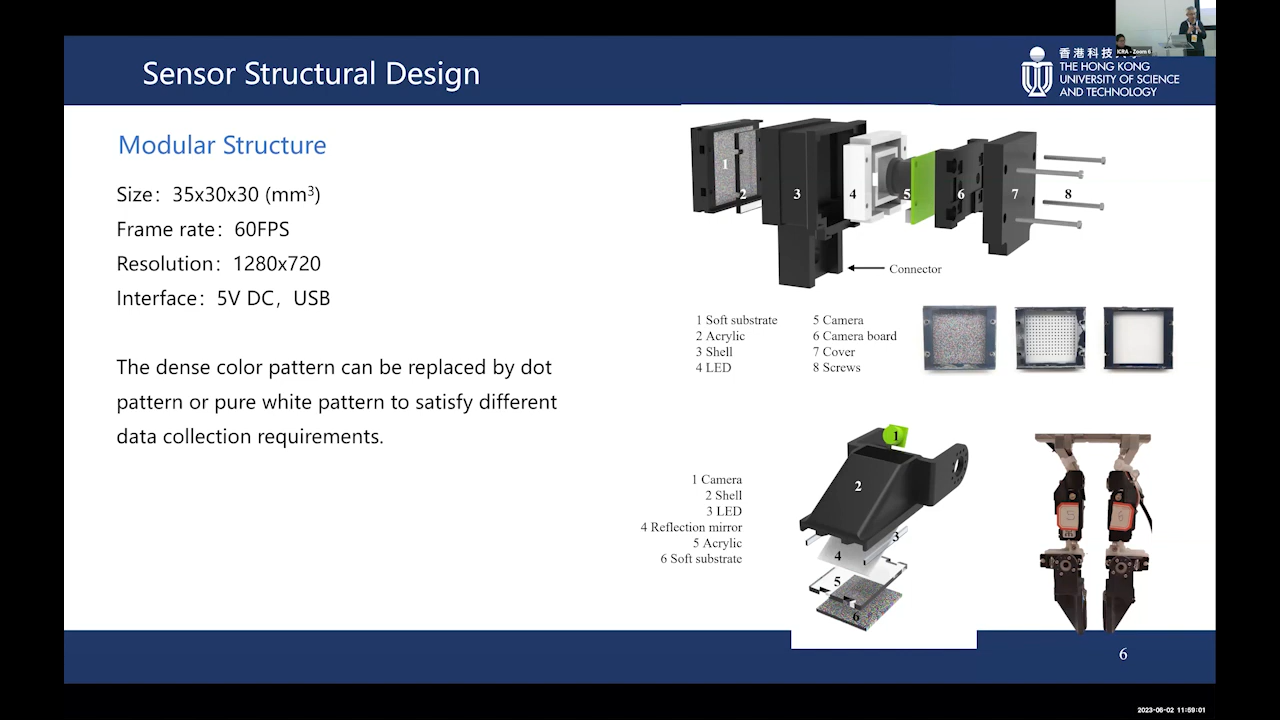 ICRA - Zoom 6
Sensor Structural Design
香港科技大
THE HONG KONG
UNIVERSITY OF SCIENCE
AND TECHNOLOGY
Modular Structure
Size：35x30x30 (mm³)
Frame rate：60FPS
Resolution：1280x720
Interface：5V DC，USB
The dense color pattern can be replaced by dot
pattern or pure white pattern to satisfy different
data collection requirements.
1
2
3
4
5
6
7
8
Connector
1 Soft substrate
2 Acrylic
3 Shell
4 LED
5 Camera
6 Camera board
7 Cover
8 Screws
1
2
3
4
5
6
1 Camera
2 Shell
3 LED
4 Reflection mirror
5 Acrylic
6 Soft substrate
5
6
6
2023-06-02 11:59:01